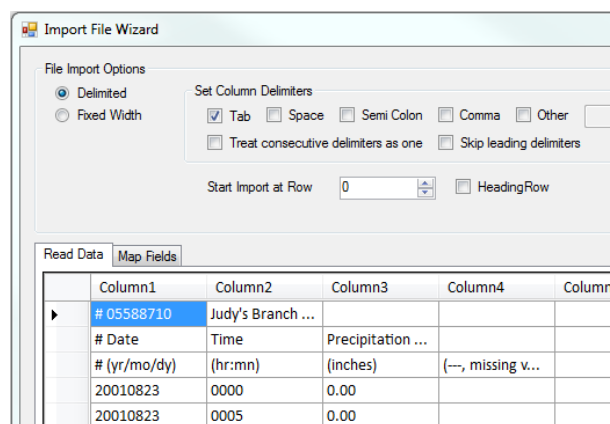 Import File Wizard
File Import Options
Delimited
Fixed Width
Set Column Delimiters
Tab Space Semi Colon Comma Other
Treat consecutive delimiters as one Skip leading delimiters
Start Import at Row 0 HeadingRow
Read Data Map Fields
Column1 Column2 Column3 Column4 Column
# 05588710 Judy's Branch ...
# Date Time Precipitation ...
# (yr/mo/dy) (hr:mn) (inches) (---, missing v...
20010823 0000 0.00
20010823 0005 0.00